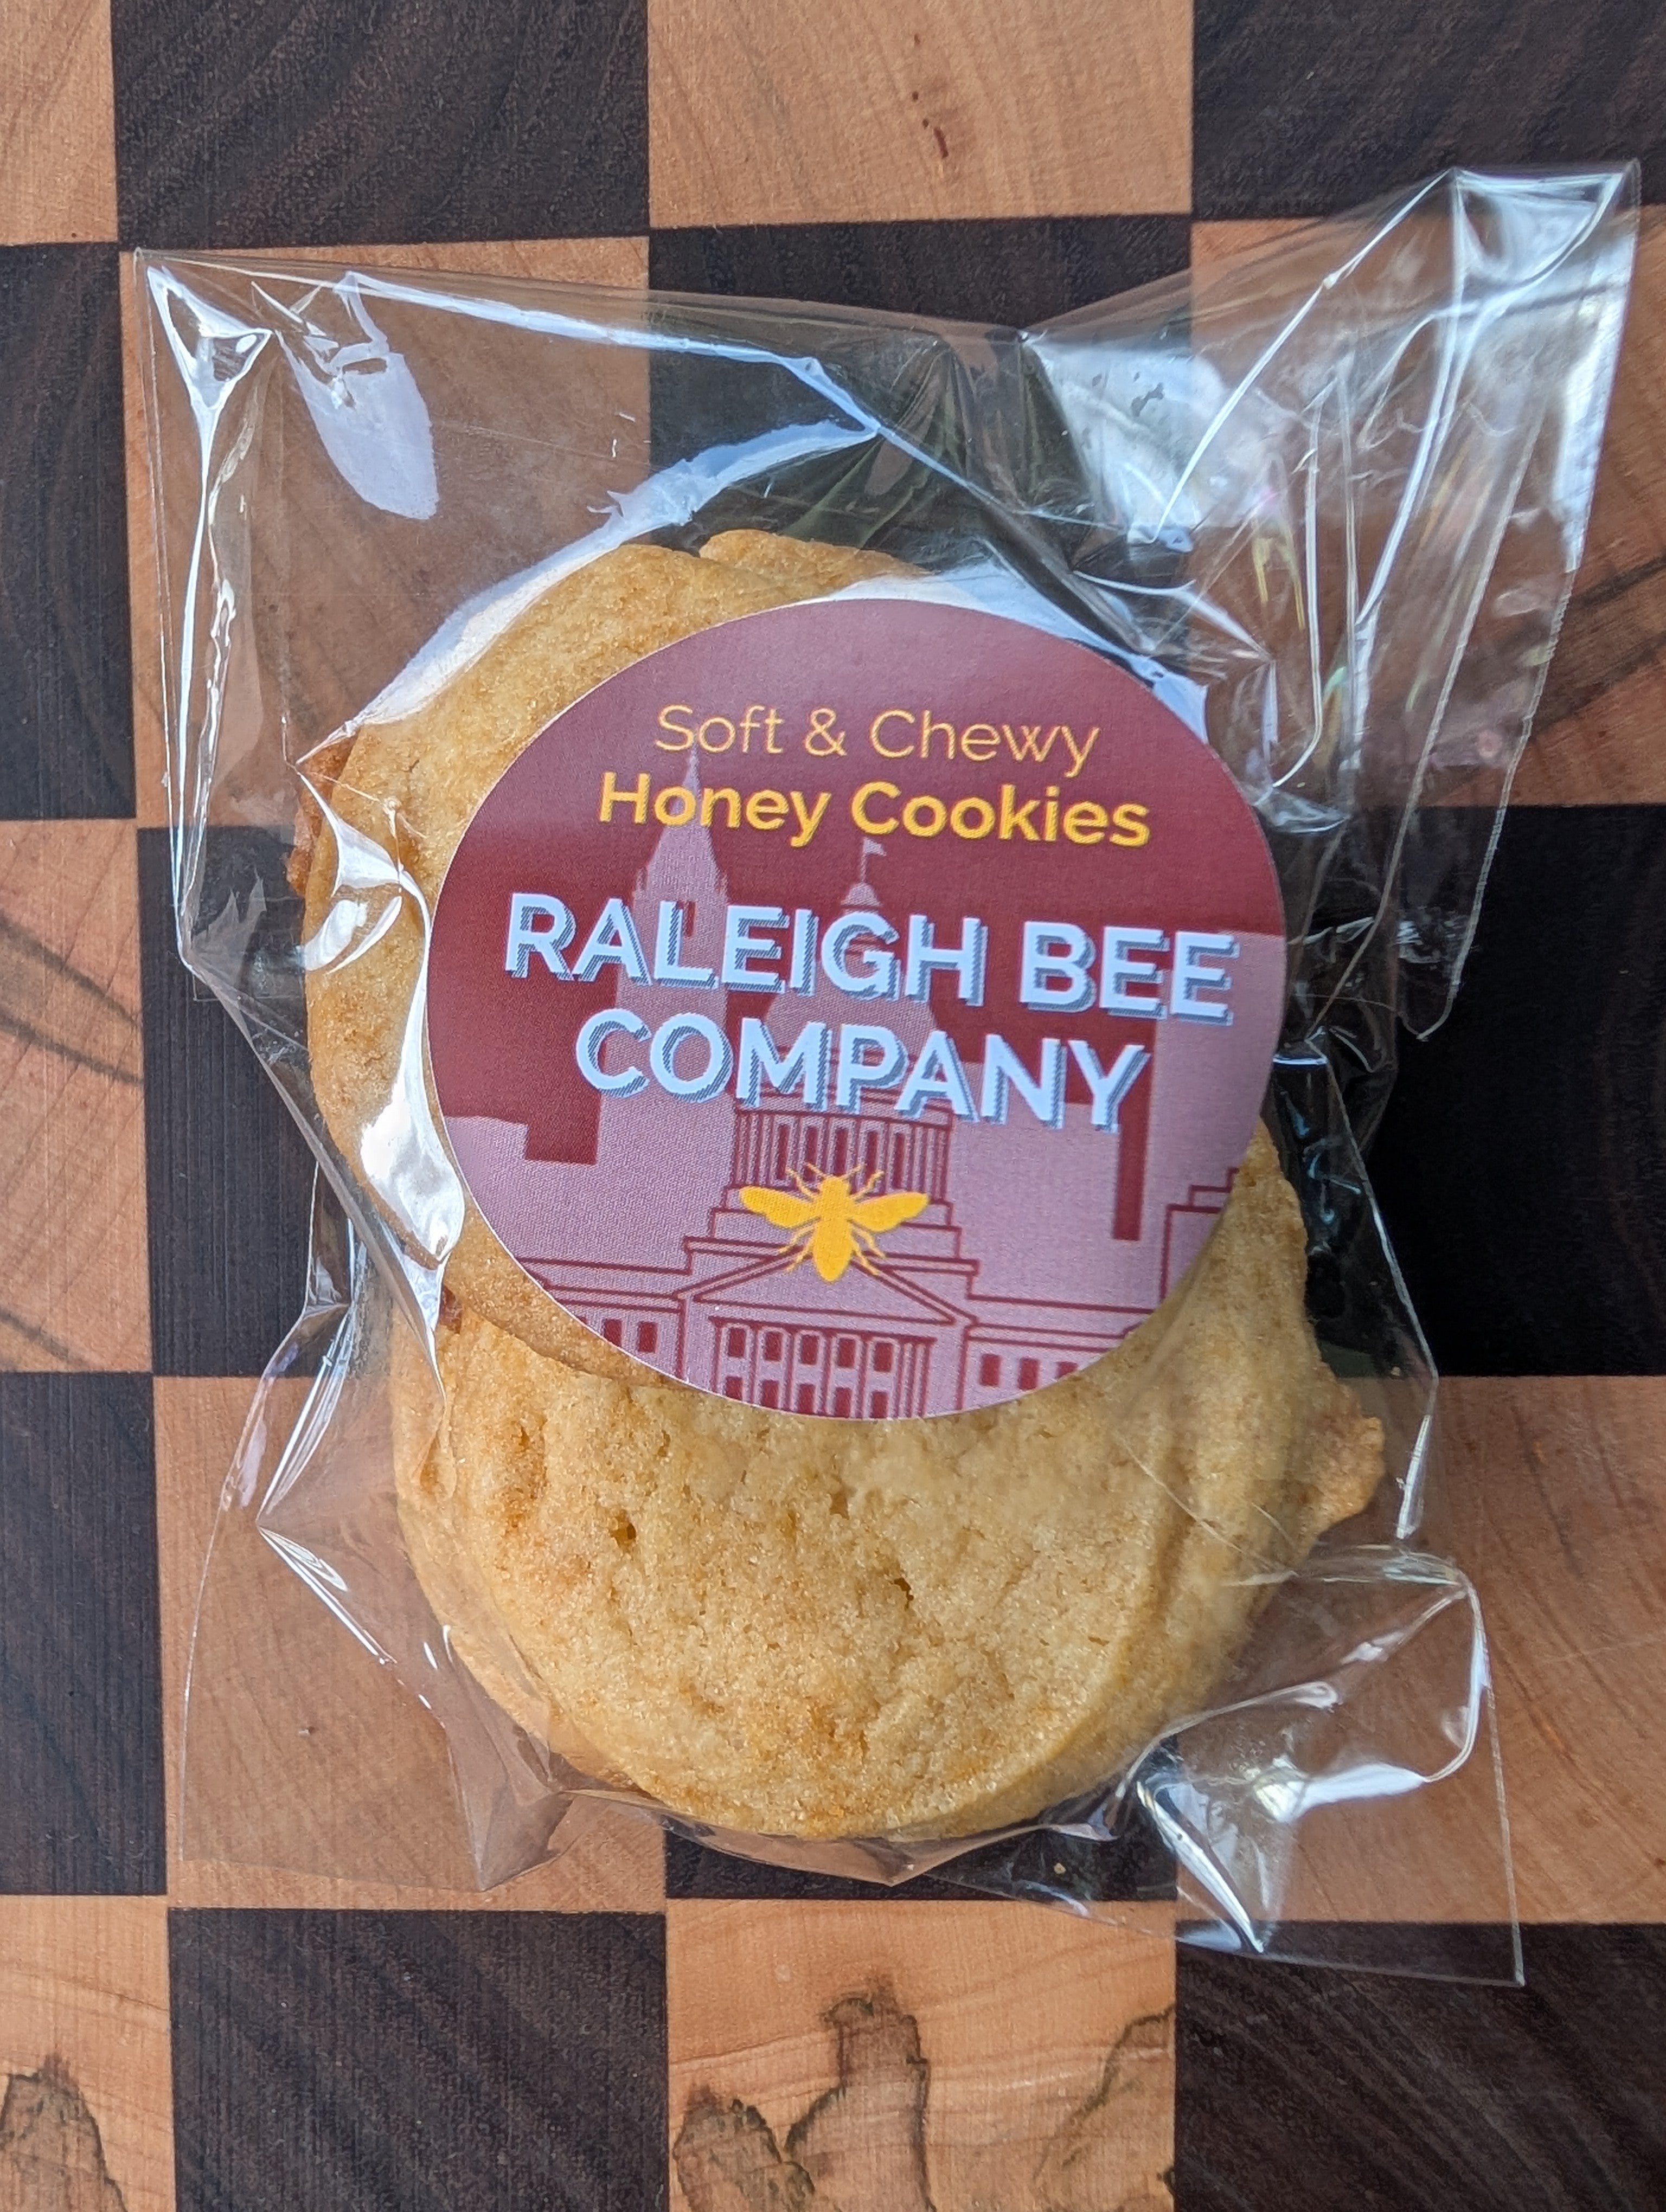 Soft & Chewy
Honey Cookies
RALEIGH BEE
COMPANY